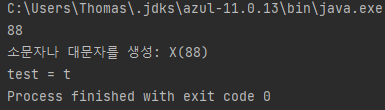 C:\Users\Thomas\.jdks\azul-11.0.13\bin\java.exe
88
소문자나 대문자를 생성: X(88)
test = t
Process finished with exit code 0